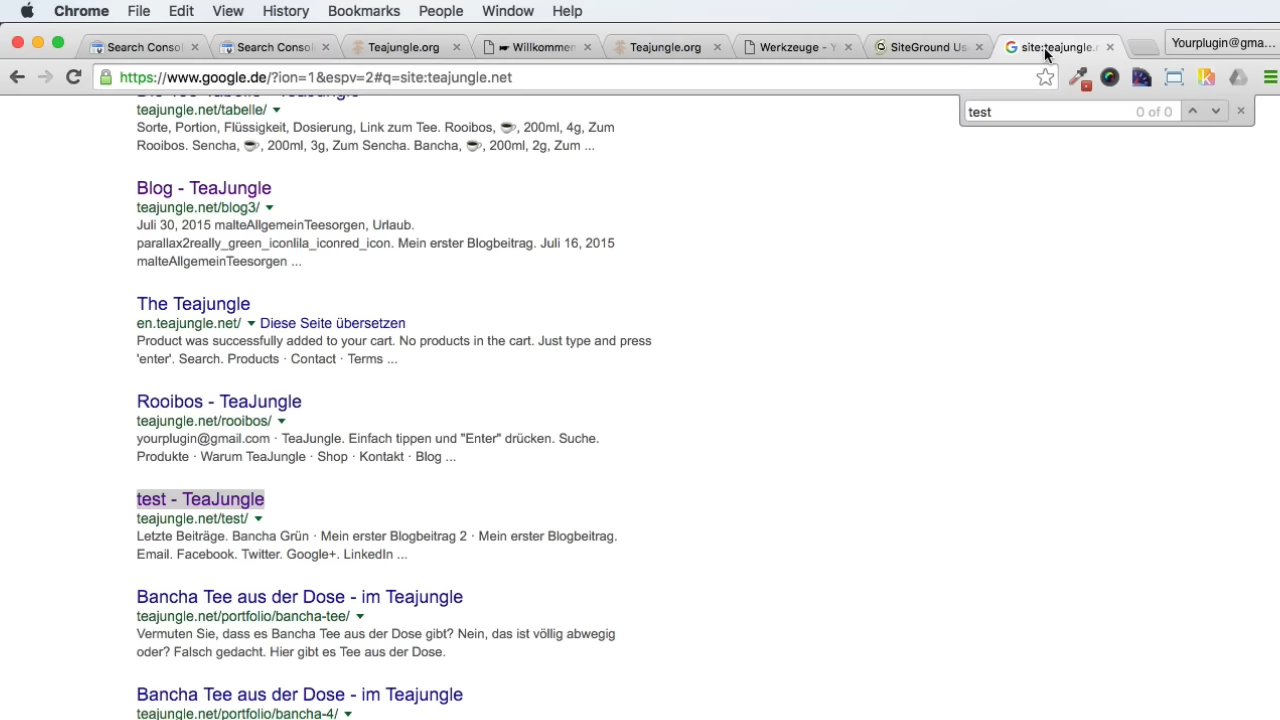 Chrome File Edit View History Bookmarks People Window Help
Search Conso Search Conso Teajungle.org Willkommen Teajungle.org Werkzeuge - SiteGround Us site:teajungle. Yourplugin@gma...
https://www.google.de/?ion=1&espv=2#q=site:teajungle.net
test 0 of 0
teajungle.net/tabelle/
Sorte, Portion, Flüssigkeit, Dosierung, Link zum Tee. Rooibos, ☕, 200ml, 4g, Zum
Rooibos. Sencha, ☕, 200ml, 3g, Zum Sencha. Bancha, ☕, 200ml, 2g, Zum ...
Blog - TeaJungle
teajungle.net/blog3/
Juli 30, 2015 malteAllgemeinTeesorgen, Urlaub.
parallax2really_green_iconlila_iconred_icon. Mein erster Blogbeitrag. Juli 16, 2015
malteAllgemeinTeesorgen ...
The Teajungle
en.teajungle.net/ Diese Seite übersetzen
Product was successfully added to your cart. No products in the cart. Just type and press
'enter'. Search. Products · Contact · Terms ...
Rooibos - TeaJungle
teajungle.net/rooibos/
yourplugin@gmail.com · TeaJungle. Einfach tippen und "Enter" drücken. Suche.
Produkte · Warum TeaJungle · Shop · Kontakt · Blog ...
test - TeaJungle
teajungle.net/test/
Letzte Beiträge. Bancha Grün · Mein erster Blogbeitrag 2 · Mein erster Blogbeitrag.
Email. Facebook. Twitter. Google+. LinkedIn ...
Bancha Tee aus der Dose - im Teajungle
teajungle.net/portfolio/bancha-tee/
Vermuten Sie, dass es Bancha Tee aus der Dose gibt? Nein, das ist völlig abwegig
oder? Falsch gedacht. Hier gibt es Tee aus der Dose.
Bancha Tee aus der Dose - im Teajungle
teajungle.net/portfolio/bancha-4/